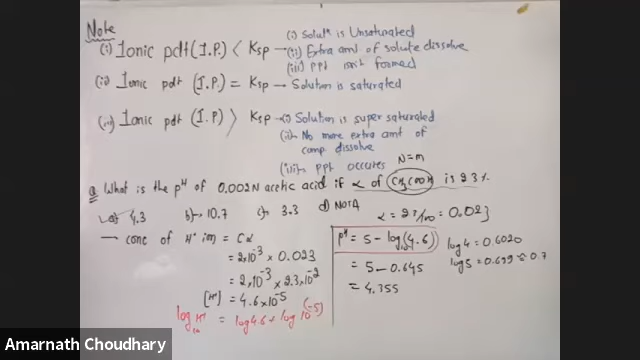 Note
(i) Ionic pdt (I.P.) < Ksp → (i) Soluⁿ is Unsaturated
(ii) Extra amt of solute dissolve
(iii) PPt isn't formed
(ii) Ionic pdt (I.P.) = Ksp → Solution is saturated
(iii) Ionic pdt (I.P.) > Ksp → (i) Solution is super saturated
(ii) No more extra amt of comp. dissolve
(iii) PPt occures
N=m
Q What is the pH of 0.002N acetic acid if α of CH3COOH is 2.3%
a) 4.3 b) 10.7 c) 3.3 d) NOTA
α = 2.3/100 = 0.023
→ conc of H⁺ ion = Cα
= 2×10⁻³ × 0.023
= 2×10⁻³ × 2.3×10⁻²
[H⁺] = 4.6×10⁻⁵
log H⁺ = log 4.6 + log 10(-5)
pH = 5 - log(4.6)
= 5 - 0.645
= 4.355
log 4 = 0.6020
log 5 = 0.699 ≈ 0.7
Amarnath Choudhary